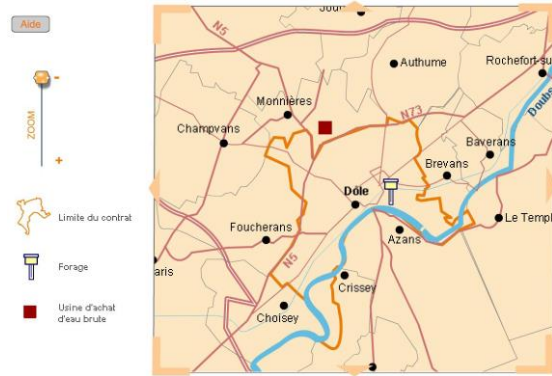 Aide
-
ZOOM
+
Limite du contrat
Forage
Usine d'achat
d'eau brute
N5
Authume
Rochefort-su
Doubs
Monnières
N73
Champvans
Baverans
Brevans
Dôle
Le Templ
Foucherans
Azans
N5
aris
Crissey
Choisey